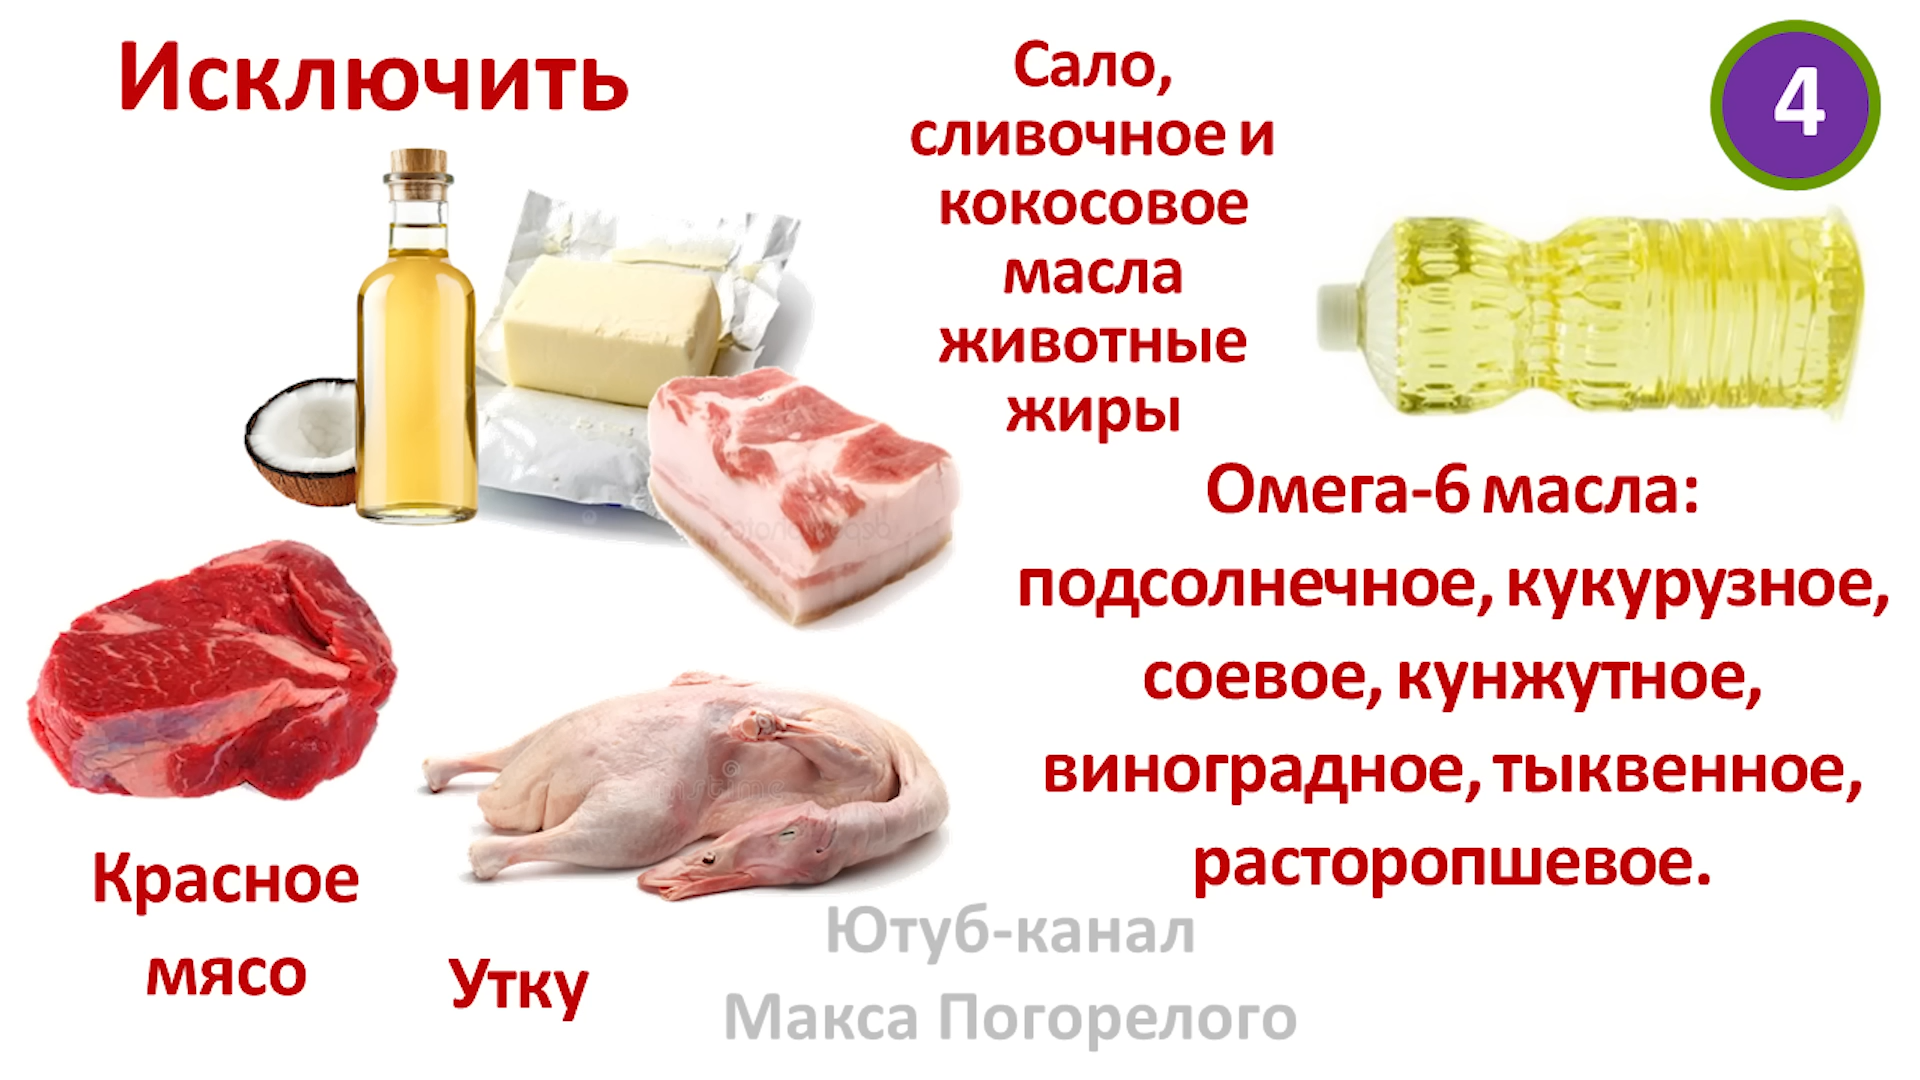 Исключить
Сало,
сливочное и
кокосовое
масла
животные
жиры
4
Омега-6 масла:
подсолнечное, кукурузное,
соевое, кунжутное,
виноградное, тыквенное,
расторопшевое.
Красное
мясо
Утку
Ютуб-канал
Макса Погорелого